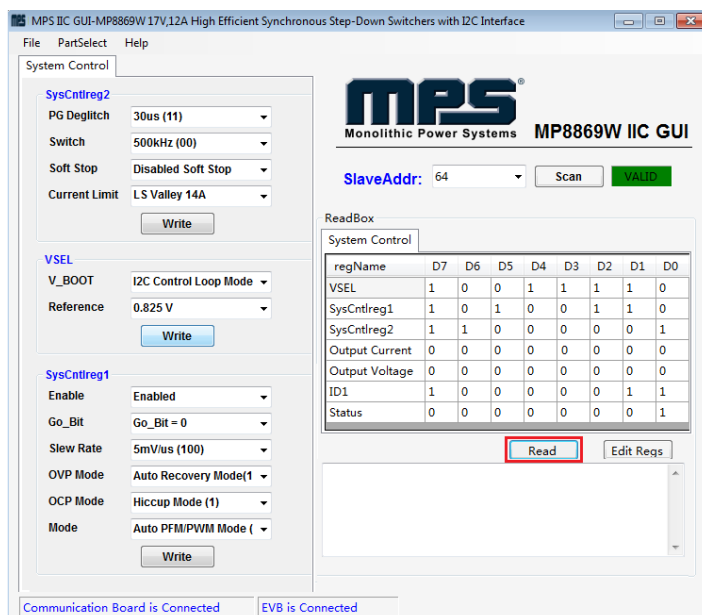 MPS IIC GUI-MP8869W 17V,12A High Efficient Synchronous Step-Down Switchers with I2C Interface
File PartSelect Help
System Control
SysCntlreg2
PG Deglitch 30us (11)
Switch 500kHz (00)
Soft Stop Disabled Soft Stop
Current Limit LS Valley 14A
Write
VSEL
V_BOOT I2C Control Loop Mode
Reference 0.825 V
Write
SysCntlreg1
Enable Enabled
Go_Bit Go_Bit = 0
Slew Rate 5mV/us (100)
OVP Mode Auto Recovery Mode(1
OCP Mode Hiccup Mode (1)
Mode Auto PFM/PWM Mode (
Write
mps
Monolithic Power Systems MP8869W IIC GUI
SlaveAddr: 64 Scan VALID
ReadBox
System Control
regName D7 D6 D5 D4 D3 D2 D1 D0
VSEL 1 0 0 1 1 1 1 0
SysCntlreg1 1 0 1 0 0 1 1 0
SysCntlreg2 1 1 0 0 0 0 0 1
Output Current 0 0 0 0 0 0 0 0
Output Voltage 0 0 0 0 0 0 0 0
ID1 1 0 0 0 0 0 1 1
Status 0 0 0 0 0 0 0 1
Read Edit Regs
Communication Board is Connected EVB is Connected